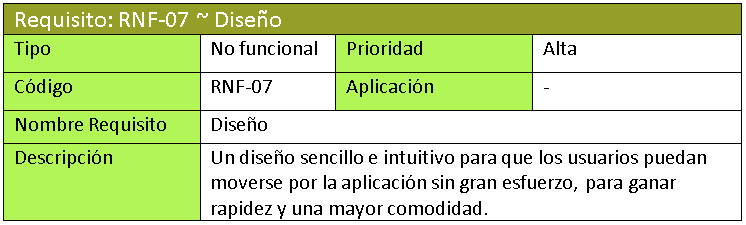 Requisito: RNF-07 ~ Diseño
Tipo No funcional Prioridad Alta
Código RNF-07 Aplicación -
Nombre Requisito Diseño
Descripción Un diseño sencillo e intuitivo para que los usuarios puedan
moverse por la aplicación sin gran esfuerzo, para ganar
rapidez y una mayor comodidad.